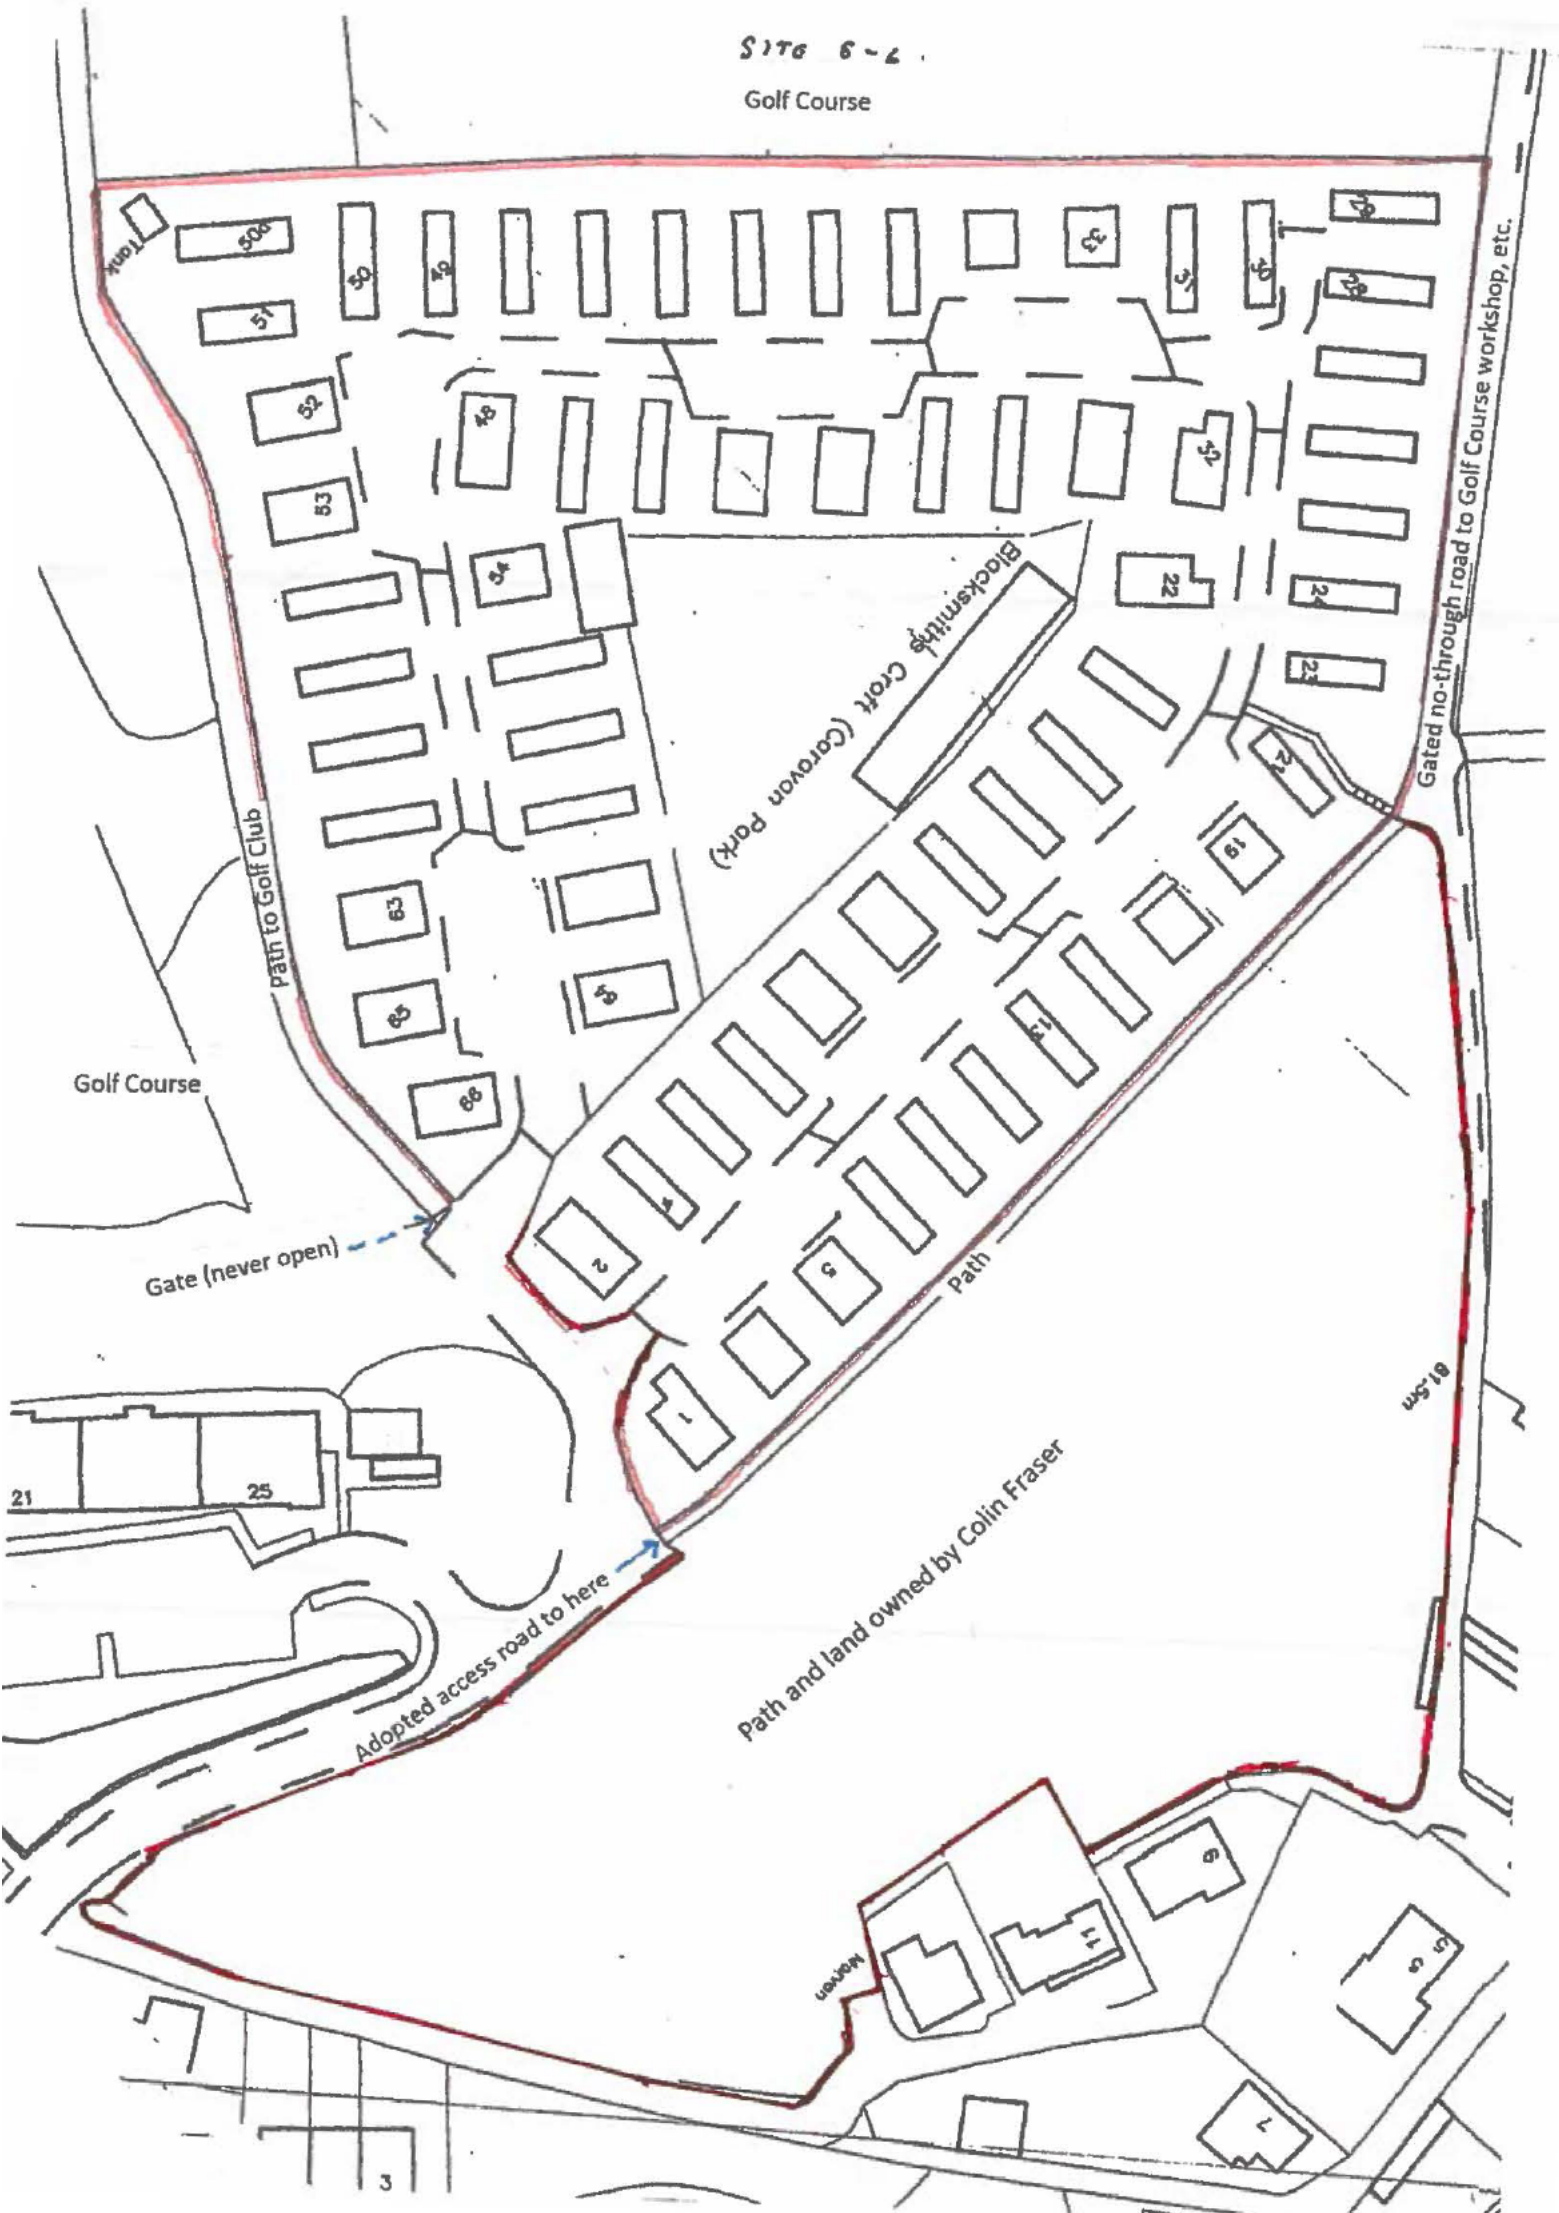 SITE 6-L.
Golf Course
Tank
50a
50
49
33
31
30
29
28
51
52
48
32
53
54
22
24
23
Blacksmiths Croft (Caravan Park)
Gated no-through road to Golf Course workshop, etc.
21
19
63
Path to Golf Club
65
64
13
Golf Course
66
4
2
5
Gate (never open)
Path
1
81.5m
21
25
Adopted access road to here
Path and land owned by Colin Fraser
6
11
Morven
5
7
3